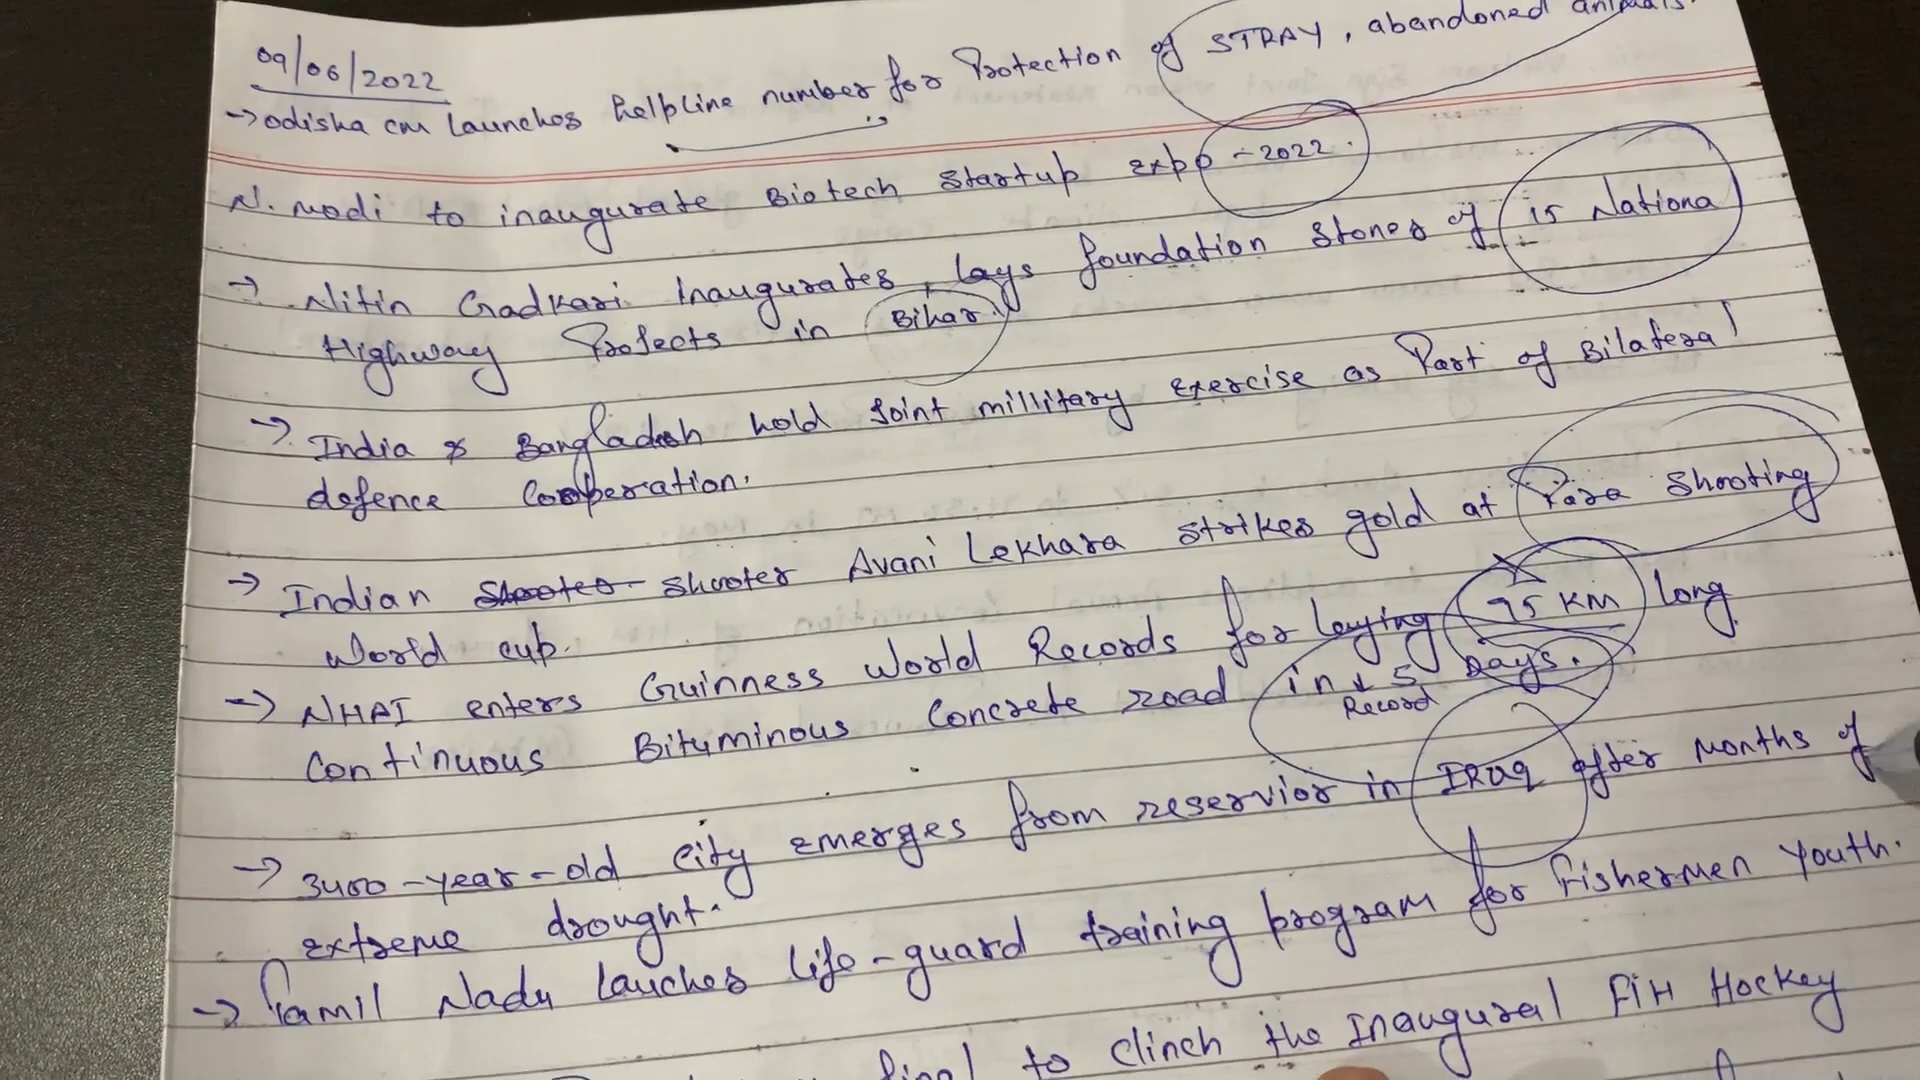 09/06/2022
→ odisha cm launches helpline number for Protection of STRAY, abandoned animals.
N. modi to inaugurate Biotech Startup Expo - 2022.
→ Nitin Gadkari Inaugurates, lays foundation Stones of 15 Nationa
Highway Projects in Bihar.
→ India & Bangladesh hold Joint millitary Exercise as Part of Bilateral
defence Cooperation.
→ Indian Shooter Shooter Avani Lekhara strikes gold at Para Shooting
World cup.
→ NHAI enters Guinness World Records for laying 75 KM long
Continuous Bituminous Concrete road in 5 Days.
Record
→ 3400-year-old city emerges from reservior in IRaq after Months of
extreme drought.
→ Tamil Nadu Lauches life-guard training program for Fishermen Youth.
final to clinch the Inaugural FiH Hockey